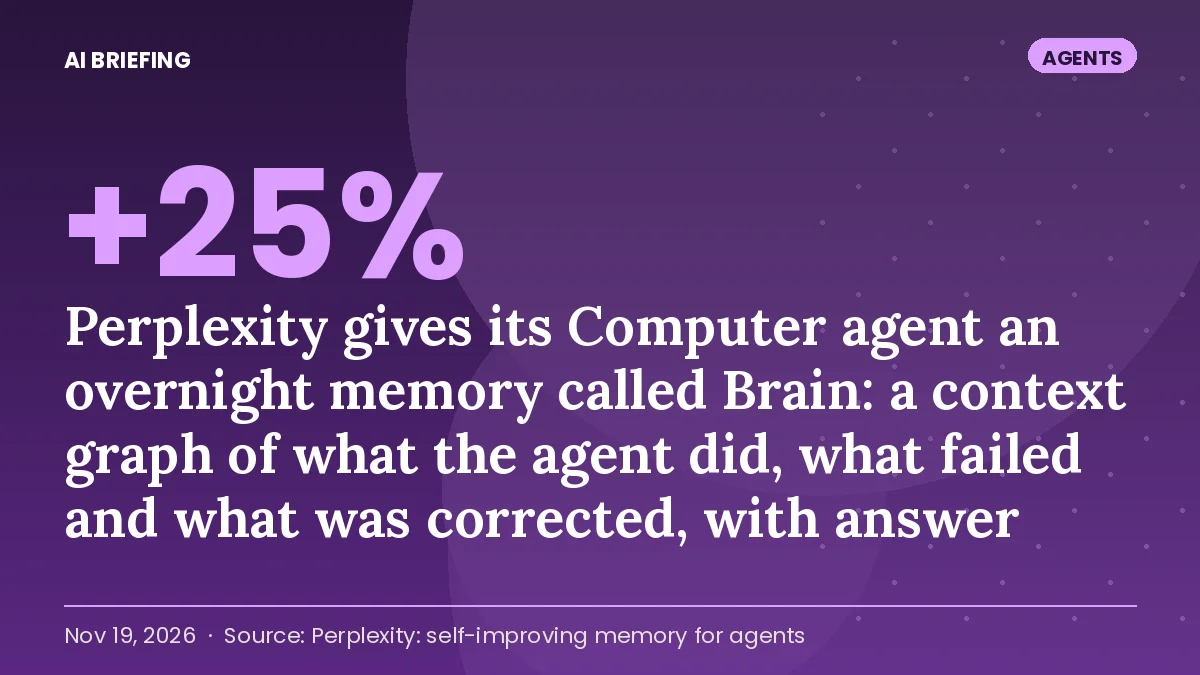 AI BRIEFING
AGENTS
+25%
Perplexity gives its Computer agent an
overnight memory called Brain: a context
graph of what the agent did, what failed
and what was corrected, with answer
Nov 19, 2026 · Source: Perplexity: self-improving memory for agents